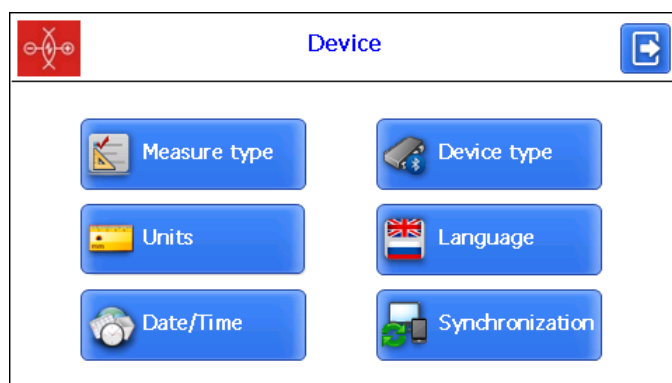 Device
Measure type
Device type
Units
Language
Date/Time
Synchronization